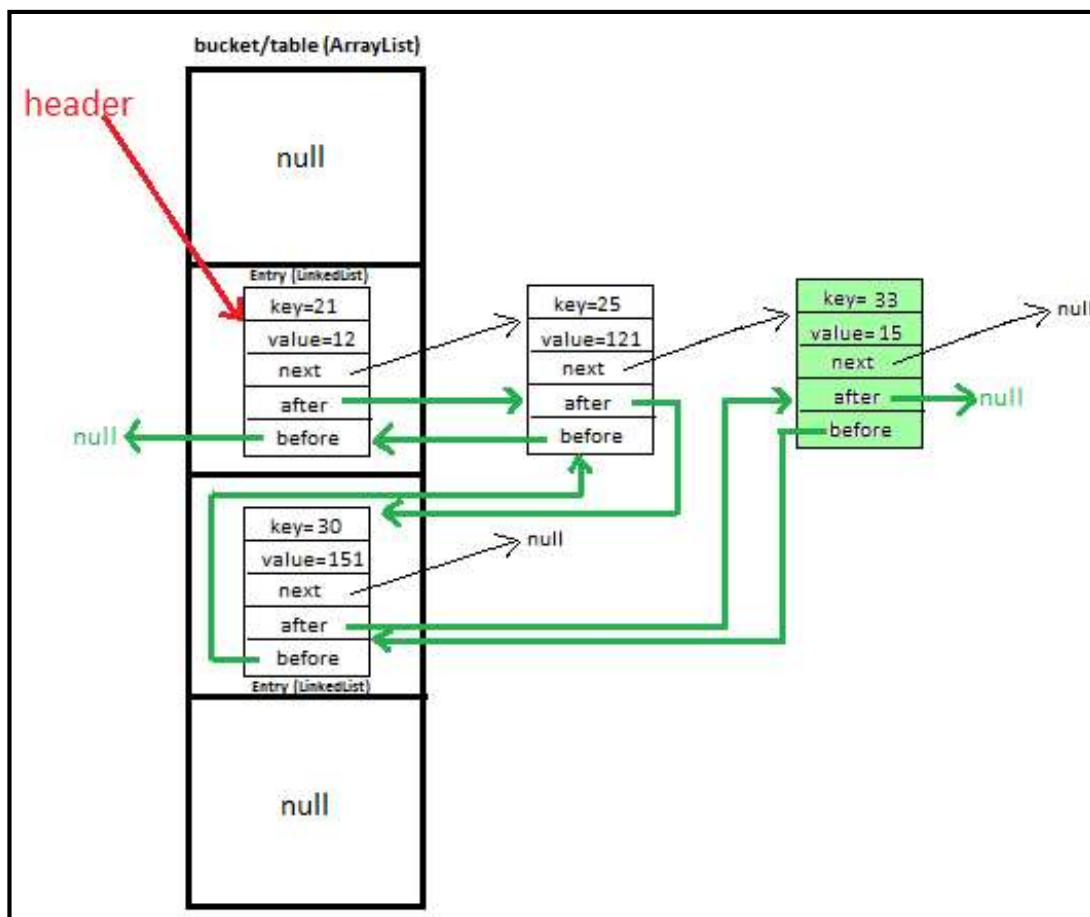 bucket/table (ArrayList)
header
null
Entry (LinkedList)
key=21
value=12
next
after
before
null
key=25
value=121
next
after
before
key= 33
value= 15
next
after
before
null
null
key= 30
value=151
next
after
before
Entry (LinkedList)
null
null